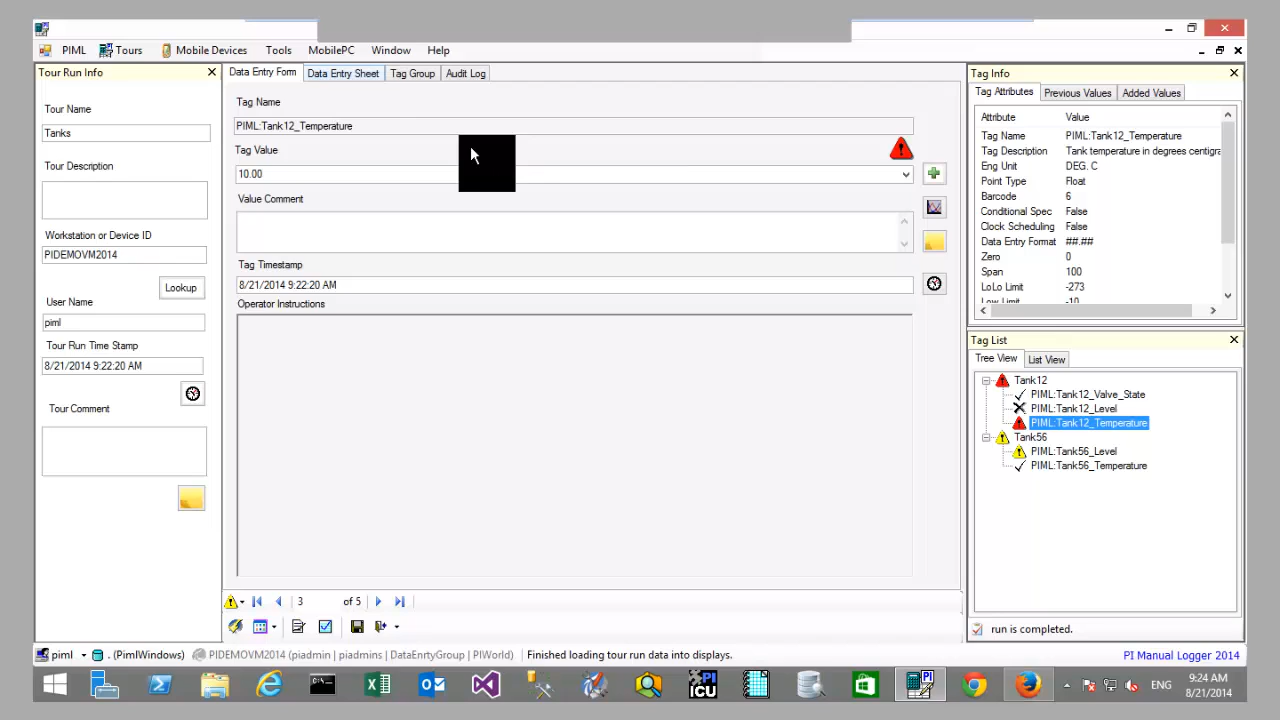 PIML Tours Mobile Devices Tools MobilePC Window Help
Tour Run Info
Tour Name
Tanks
Tour Description
Workstation or Device ID
PIDEMOVM2014
Lookup
User Name
piml
Tour Run Time Stamp
8/21/2014 9:22:20 AM
Tour Comment
Data Entry Form Data Entry Sheet Tag Group Audit Log
Tag Name
PIML:Tank12_Temperature
Tag Value
10.00
Value Comment
Tag Timestamp
8/21/2014 9:22:20 AM
Operator Instructions
3 of 5
Tag Info
Tag Attributes Previous Values Added Values
Attribute Value
Tag Name PIML:Tank12_Temperature
Tag Description Tank temperature in degrees centigra
Eng Unit DEG. C
Point Type Float
Barcode 6
Conditional Spec False
Clock Scheduling False
Data Entry Format ##.##
Zero 0
Span 100
LoLo Limit -273
Low Limit -10
Tag List
Tree View List View
Tank12
PIML:Tank12_Valve_State
PIML:Tank12_Level
PIML:Tank12_Temperature
Tank56
PIML:Tank56_Level
PIML:Tank56_Temperature
run is completed.
piml . (PimlWindows) PIDEMOVM2014 (piadmin | piadmins | DataEnrtyGroup | PIWorld) Finished loading tour run data into displays. PI Manual Logger 2014
PI
ICU
PI
ENG
9:24 AM
8/21/2014